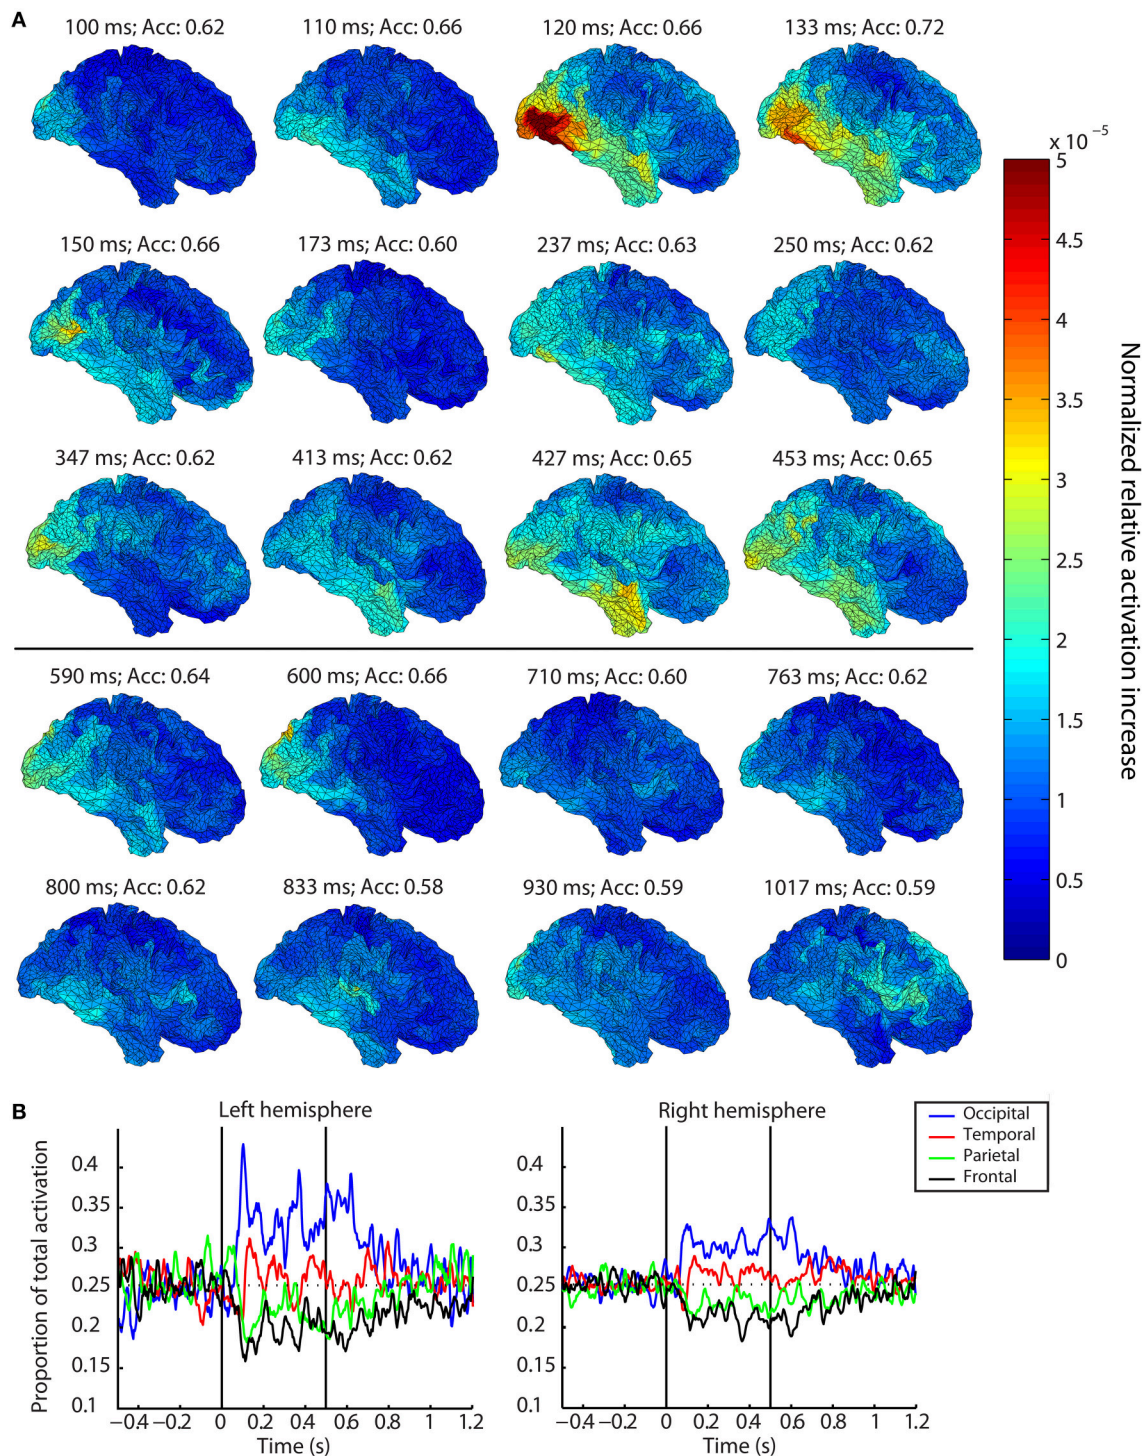 A
100 ms; Acc: 0.62
110 ms; Acc: 0.66
120 ms; Acc: 0.66
133 ms; Acc: 0.72
150 ms; Acc: 0.66
173 ms; Acc: 0.60
237 ms; Acc: 0.63
250 ms; Acc: 0.62
347 ms; Acc: 0.62
413 ms; Acc: 0.62
427 ms; Acc: 0.65
453 ms; Acc: 0.65
590 ms; Acc: 0.64
600 ms; Acc: 0.66
710 ms; Acc: 0.60
763 ms; Acc: 0.62
800 ms; Acc: 0.62
833 ms; Acc: 0.58
930 ms; Acc: 0.59
1017 ms; Acc: 0.59
x 10⁻⁵
5
4.5
4
3.5
3
2.5
2
1.5
1
0.5
0
Normalized relative activation increase
B
Left hemisphere
Proportion of total activation
0.4
0.35
0.3
0.25
0.2
0.15
0.1
−0.4 −0.2 0 0.2 0.4 0.6 0.8 1 1.2
Time (s)
Right hemisphere
0.4
0.35
0.3
0.25
0.2
0.15
0.1
−0.4 −0.2 0 0.2 0.4 0.6 0.8 1 1.2
Time (s)
Occipital
Temporal
Parietal
Frontal